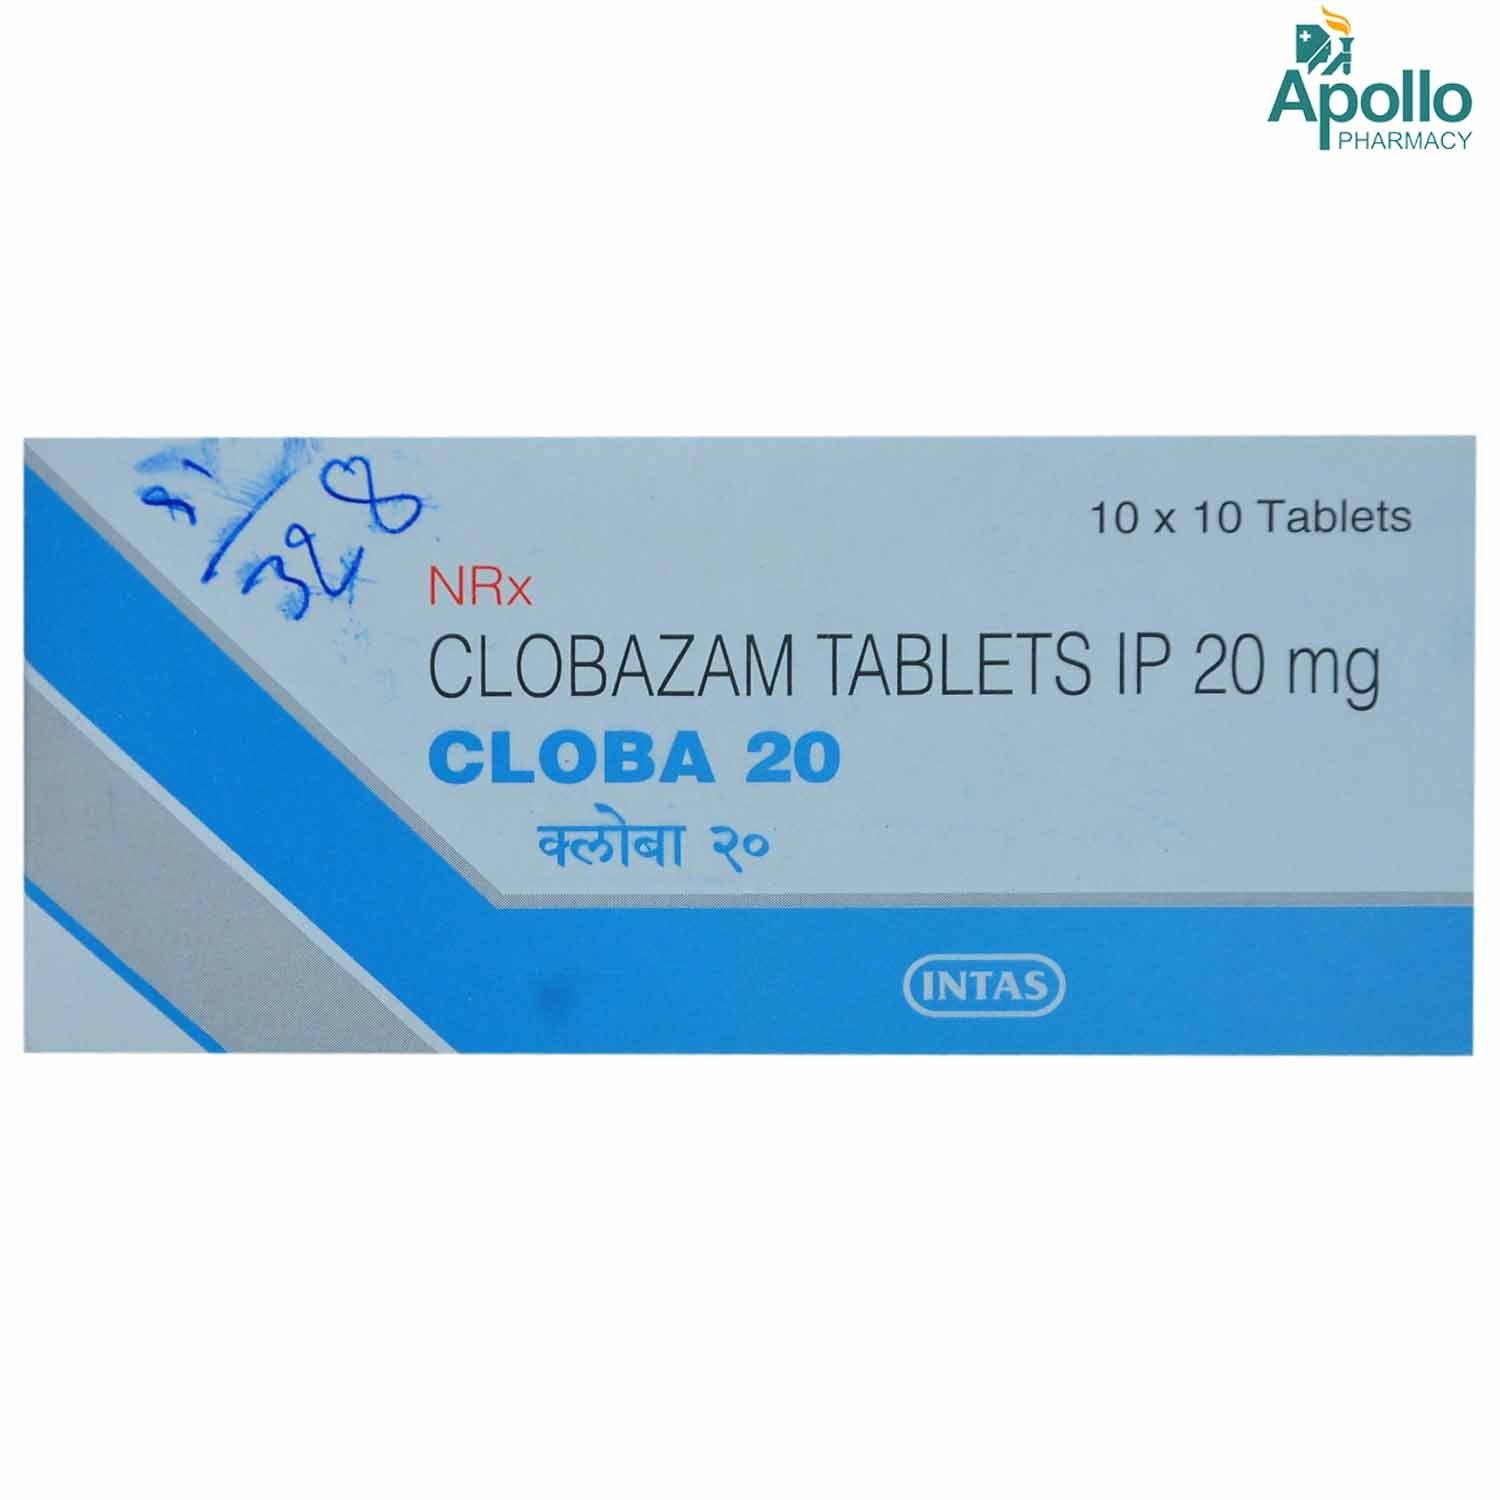 Apollo
PHARMACY
10 x 10 Tablets
NRx
CLOBAZAM TABLETS IP 20 mg
CLOBA 20
क्लोबा २०
INTAS